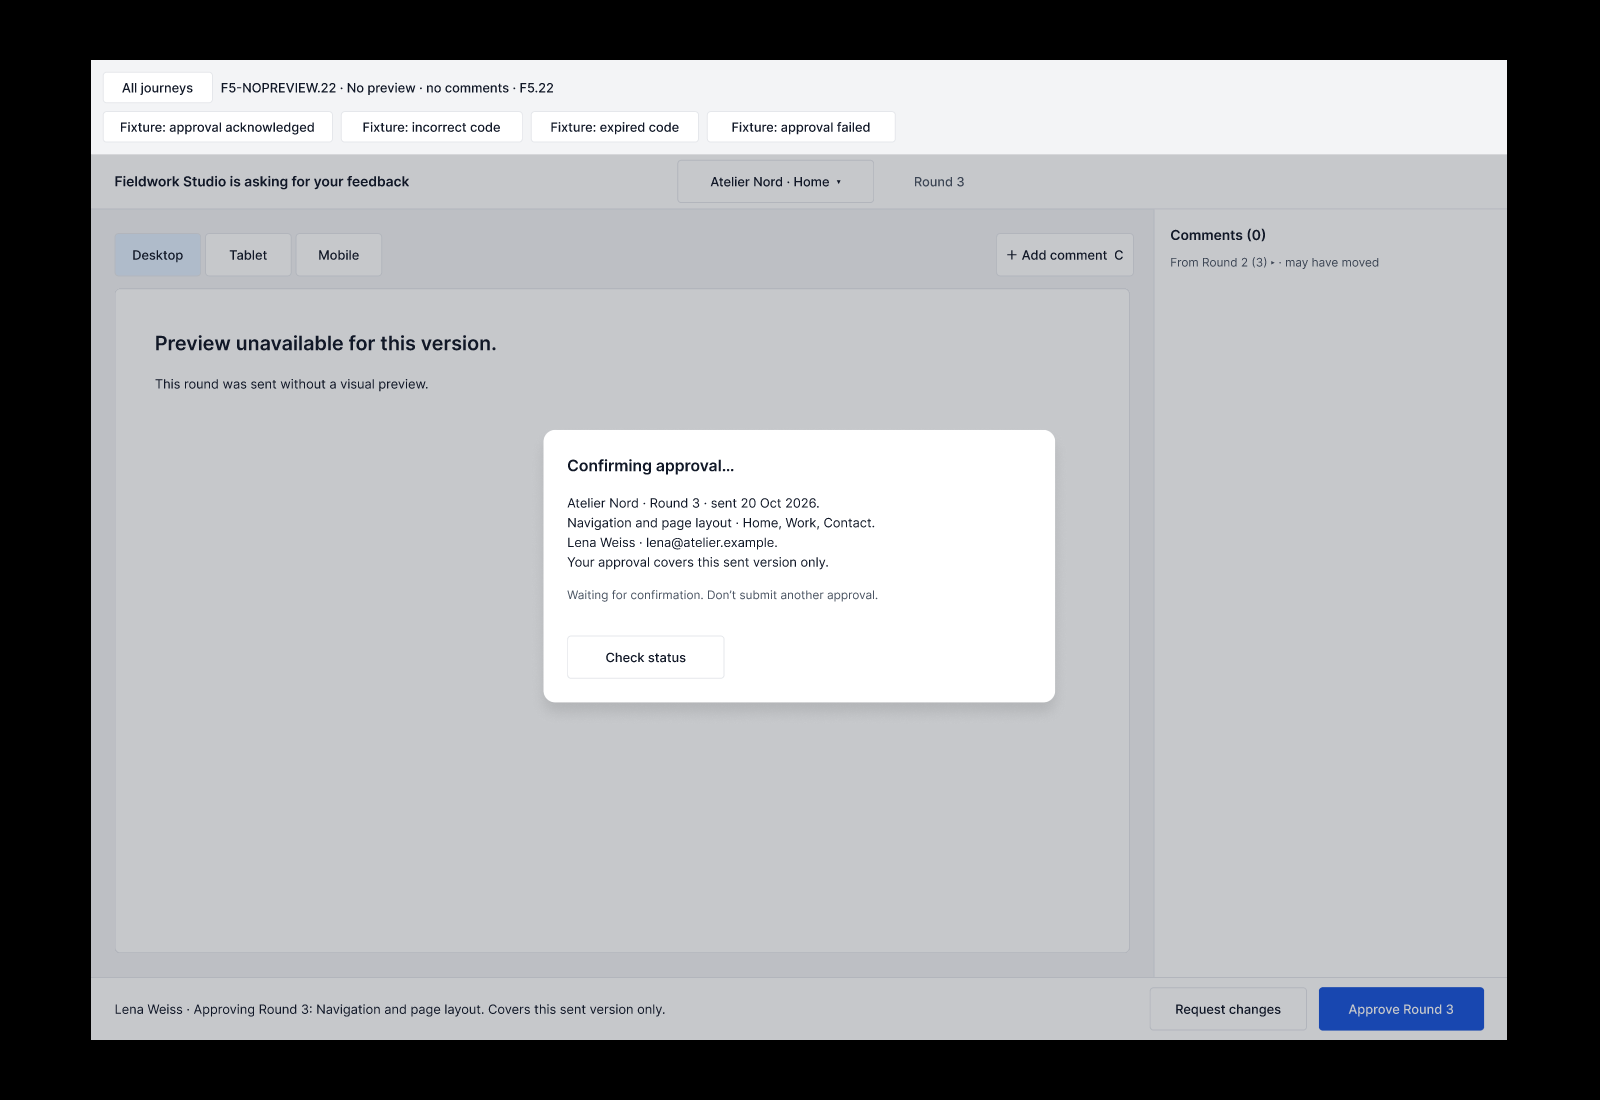 All journeys
F5-NOPREVIEW.22 · No preview · no comments · F5.22
Fixture: approval acknowledged
Fixture: incorrect code
Fixture: expired code
Fixture: approval failed
Fieldwork Studio is asking for your feedback
Atelier Nord · Home ▾
Round 3
Desktop
Tablet
Mobile
+ Add comment C
Comments (0)
From Round 2 (3) ▸ · may have moved
Preview unavailable for this version.
This round was sent without a visual preview.
Confirming approval…
Atelier Nord · Round 3 · sent 20 Oct 2026.
Navigation and page layout · Home, Work, Contact.
Lena Weiss · lena@atelier.example.
Your approval covers this sent version only.
Waiting for confirmation. Don’t submit another approval.
Check status
Lena Weiss · Approving Round 3: Navigation and page layout. Covers this sent version only.
Request changes
Approve Round 3